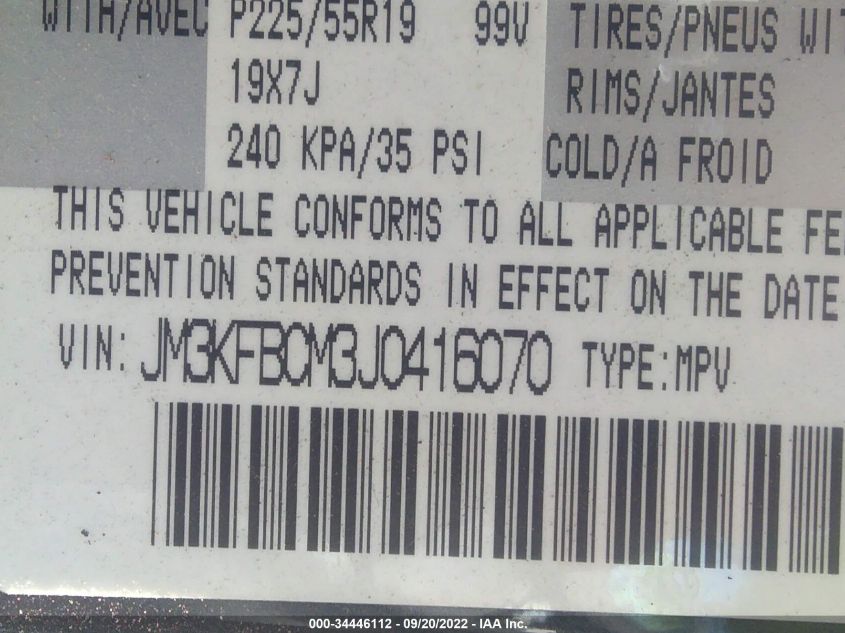 WITH/AVEC P225/55R19 99V TIRES/PNEUS WIT
19X7J RIMS/JANTES
240 KPA/35 PSI COLD/A FROID
THIS VEHICLE CONFORMS TO ALL APPLICABLE FE
PREVENTION STANDARDS IN EFFECT ON THE DATE
VIN: JM3KFBCM3J0416070 TYPE:MPV
000-34446112 - 09/20/2022 - IAA Inc.